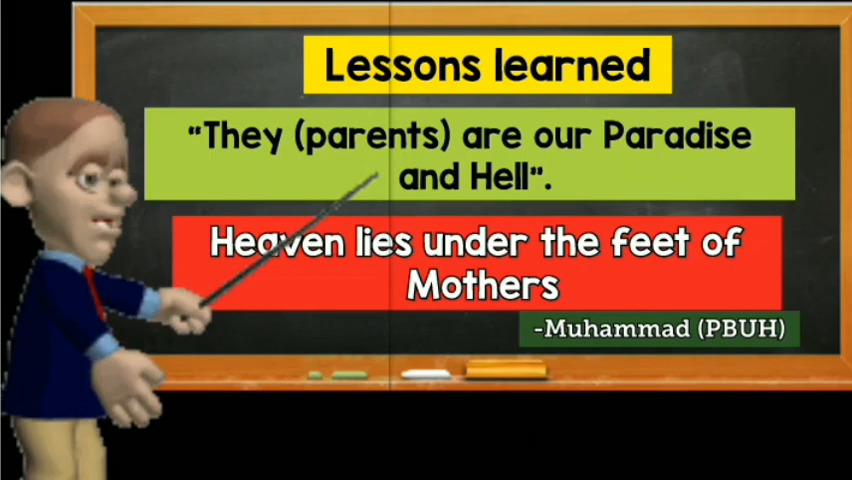 Lessons learned
"They (parents) are our Paradise
and Hell".
Heaven lies under the feet of
Mothers
-Muhammad (PBUH)